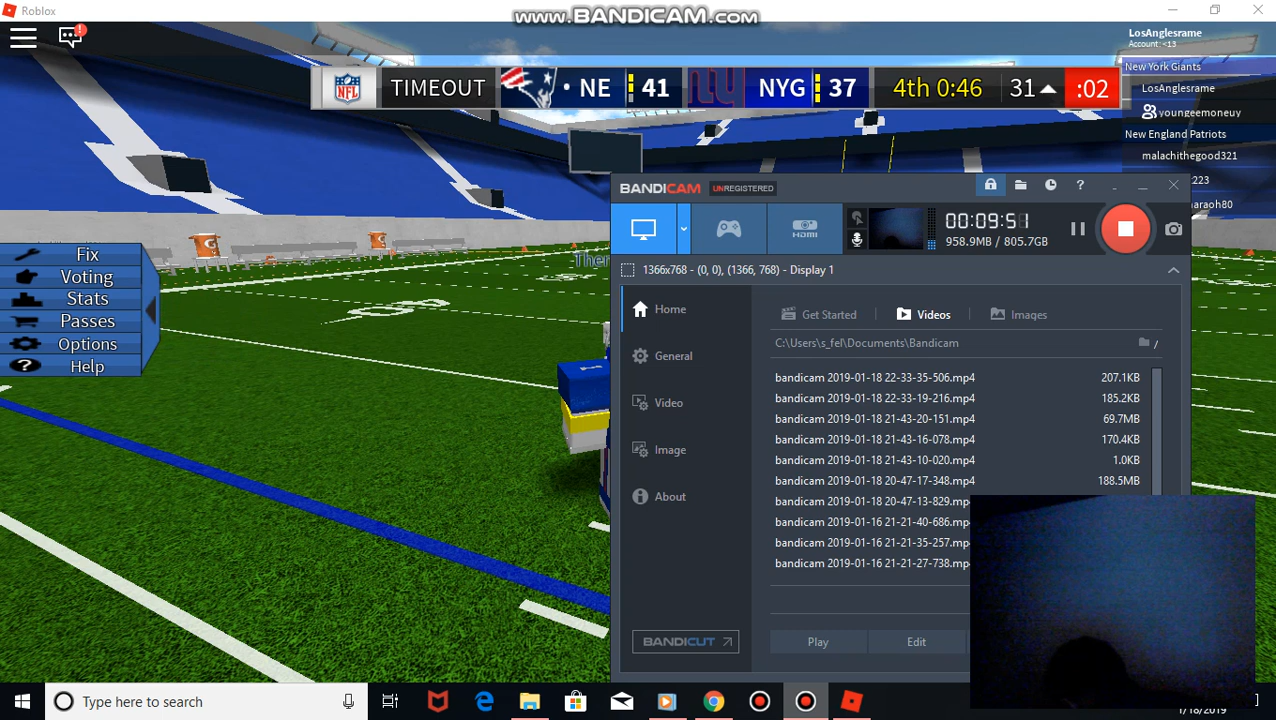 Roblox
www.BANDICAM.com
LosAnglesrame
Account: <13
NFL TIMEOUT • NE 41 NYG 37 4th 0:46 31 :02
New York Giants
LosAnglesrame
youngeemoneuy
New England Patriots
malachithegood321
223
araoh80
Fix
Voting
Stats
Passes
Options
Help
BANDICAM UNREGISTERED
HDMI
00:09:51
958.9MB / 805.7GB
1366x768 - (0, 0), (1366, 768) - Display 1
Home
General
Video
Image
About
Get Started
Videos
Images
C:\Users\s_fel\Documents\Bandicam
/
bandicam 2019-01-18 22-33-35-506.mp4 207.1KB
bandicam 2019-01-18 22-33-19-216.mp4 185.2KB
bandicam 2019-01-18 21-43-20-151.mp4 69.7MB
bandicam 2019-01-18 21-43-16-078.mp4 170.4KB
bandicam 2019-01-18 21-43-10-020.mp4 1.0KB
bandicam 2019-01-18 20-47-17-348.mp4 188.5MB
bandicam 2019-01-18 20-47-13-829.mp
bandicam 2019-01-16 21-21-40-686.mp
bandicam 2019-01-16 21-21-35-257.mp
bandicam 2019-01-16 21-21-27-738.mp
BANDICUT
Play
Edit
Type here to search
1/18/2019